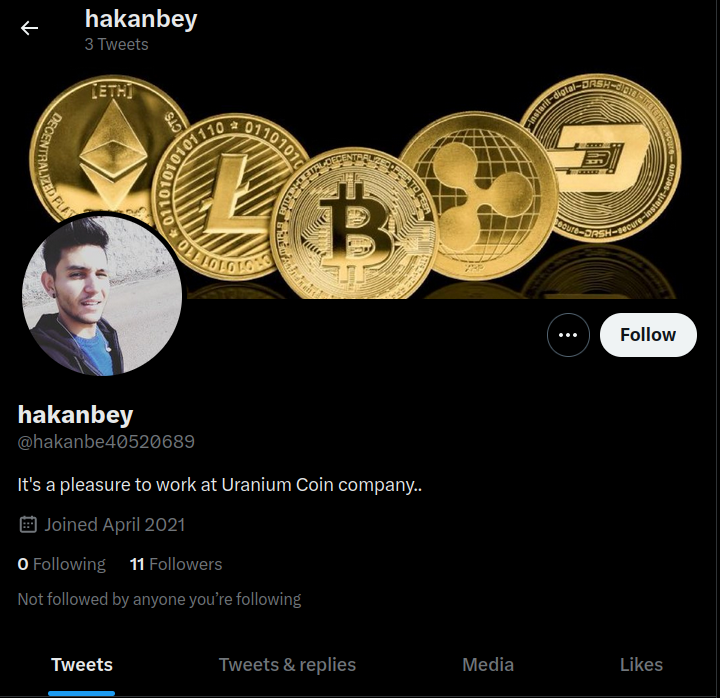 hakanbey
3 Tweets
[ETH]
Follow
hakanbey
@hakanbe40520689
It's a pleasure to work at Uranium Coin company..
Joined April 2021
0 Following 11 Followers
Not followed by anyone you're following
Tweets Tweets & replies Media Likes